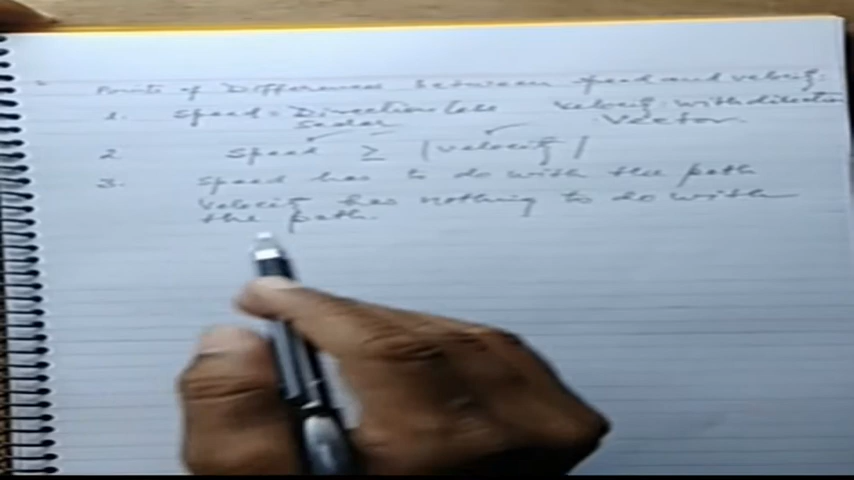 Points of Differences between speed and velocity.
1. Speed = Directionless Velocity: with direction
Scalar Vector
2 Speed ≥ |velocity|
3. Speed has to do with the path
Velocity has nothing to do with
the path.